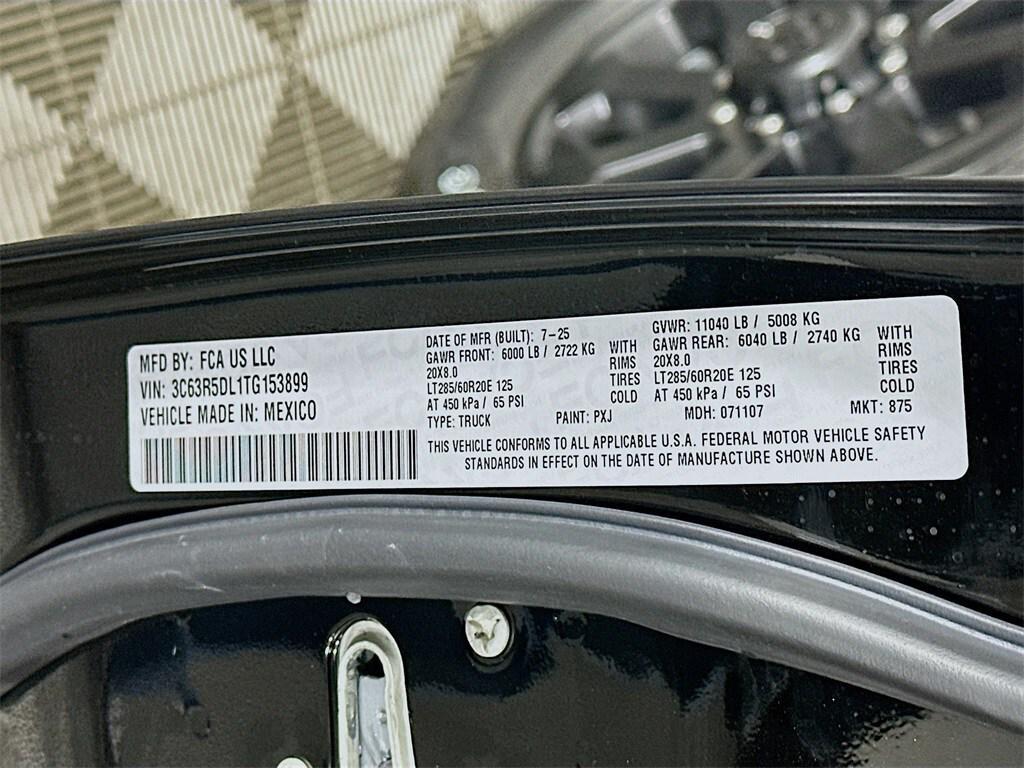 MFD BY: FCA US LLC
VIN: 3C63R5DL1TG153899
VEHICLE MADE IN: MEXICO
DATE OF MFR (BUILT): 7-25
GAWR FRONT: 6000 LB / 2722 KG
20X8.0
LT285/60R20E 125
AT 450 kPa / 65 PSI
WITH
RIMS
TIRES
COLD
GVWR: 11040 LB / 5008 KG
GAWR REAR: 6040 LB / 2740 KG
20X8.0
LT285/60R20E 125
AT 450 kPa / 65 PSI
WITH
RIMS
TIRES
COLD
TYPE: TRUCK PAINT: PXJ MDH: 071107 MKT: 875
THIS VEHICLE CONFORMS TO ALL APPLICABLE U.S.A. FEDERAL MOTOR VEHICLE SAFETY
STANDARDS IN EFFECT ON THE DATE OF MANUFACTURE SHOWN ABOVE.